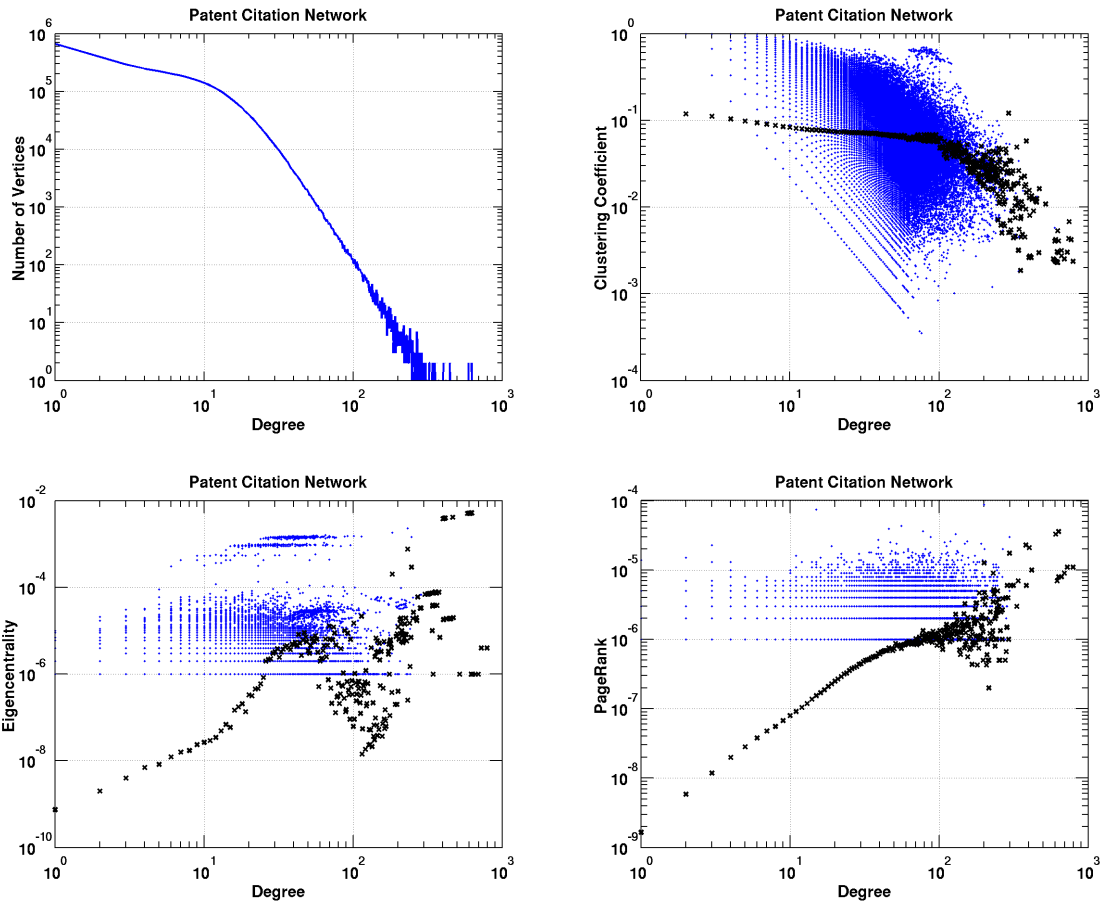 Patent Citation Network
10^6
10^5
10^4
10^3
10^2
10^1
10^0
Number of Vertices
10^0 10^1 10^2 10^3
Degree
Patent Citation Network
10^0
10^-1
10^-2
10^-3
10^-4
Clustering Coefficient
10^0 10^1 10^2 10^3
Degree
Patent Citation Network
10^-2
10^-4
10^-6
10^-8
10^-10
Eigencentrality
10^0 10^1 10^2 10^3
Degree
Patent Citation Network
10^-4
10^-5
10^-6
10^-7
10^-8
10^-9
PageRank
10^0 10^1 10^2 10^3
Degree